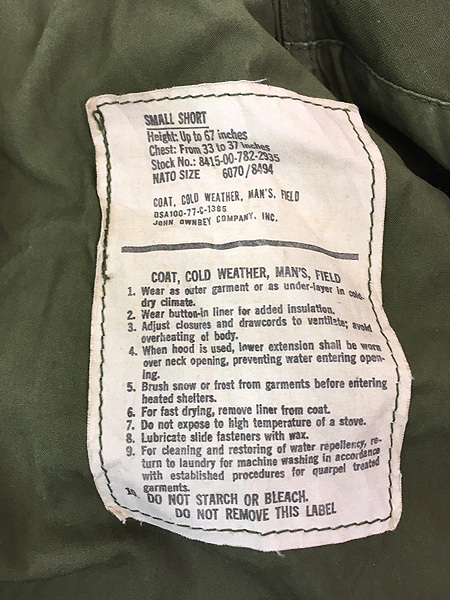 SMALL SHORT
Height: Up to 67 inches
Chest: From 33 to 37 inches
Stock No.: 8415-00-782-2935
NATO SIZE 6070/8494
COAT, COLD WEATHER, MAN'S, FIELD
DSA100-77-C-1386
JOHN OWNBEY COMPANY, INC.
COAT, COLD WEATHER, MAN'S, FIELD
1. Wear as outer garment or as under-layer in cold-
dry climate.
2. Wear button-in liner for added insulation.
3. Adjust closures and drawcords to ventilate; avoid
overheating of body.
4. When hood is used, lower extension shall be worn
over neck opening, preventing water entering open-
ing.
5. Brush snow or frost from garments before entering
heated shelters.
6. For fast drying, remove liner from coat.
7. Do not expose to high temperature of a stove.
8. Lubricate slide fasteners with wax.
9. For cleaning and restoring of water repellency, re-
turn to laundry for machine washing in accordance
with established procedures for quarpel treated
garments.
10. DO NOT STARCH OR BLEACH.
DO NOT REMOVE THIS LABEL